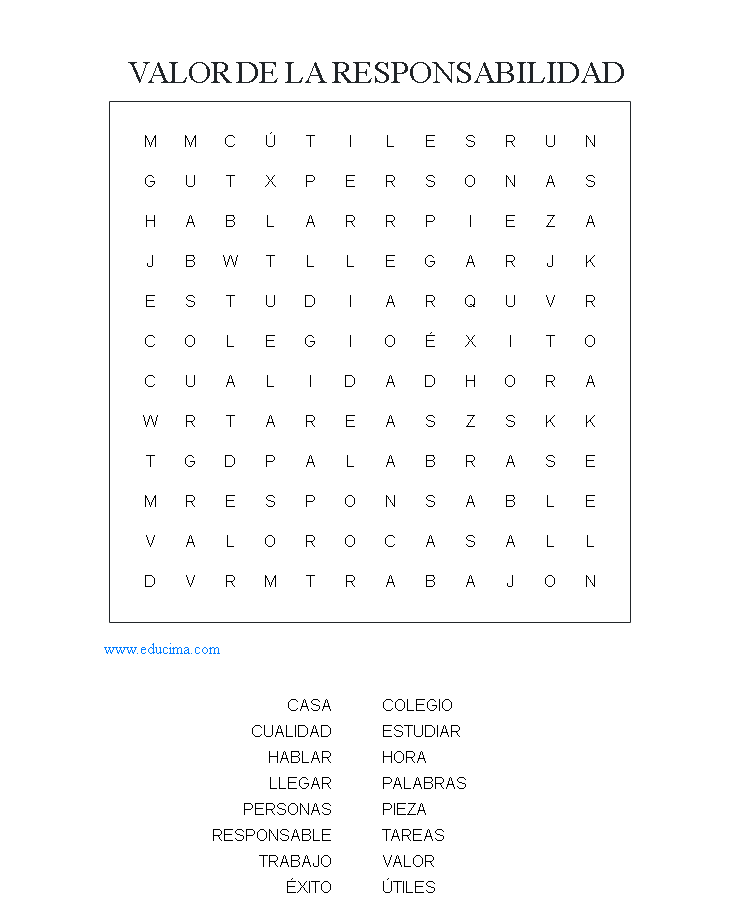 VALOR DE LA RESPONSABILIDAD
M M C Ú T I L E S R U N
G U T X P E R S O N A S
H A B L A R R P I E Z A
J B W T L L E G A R J K
E S T U D I A R Q U V R
C O L E G I O É X I T O
C U A L I D A D H O R A
W R T A R E A S Z S K K
T G D P A L A B R A S E
M R E S P O N S A B L E
V A L O R O C A S A L L
D V R M T R A B A J O N
www.educima.com
CASA COLEGIO
CUALIDAD ESTUDIAR
HABLAR HORA
LLEGAR PALABRAS
PERSONAS PIEZA
RESPONSABLE TAREAS
TRABAJO VALOR
ÉXITO ÚTILES